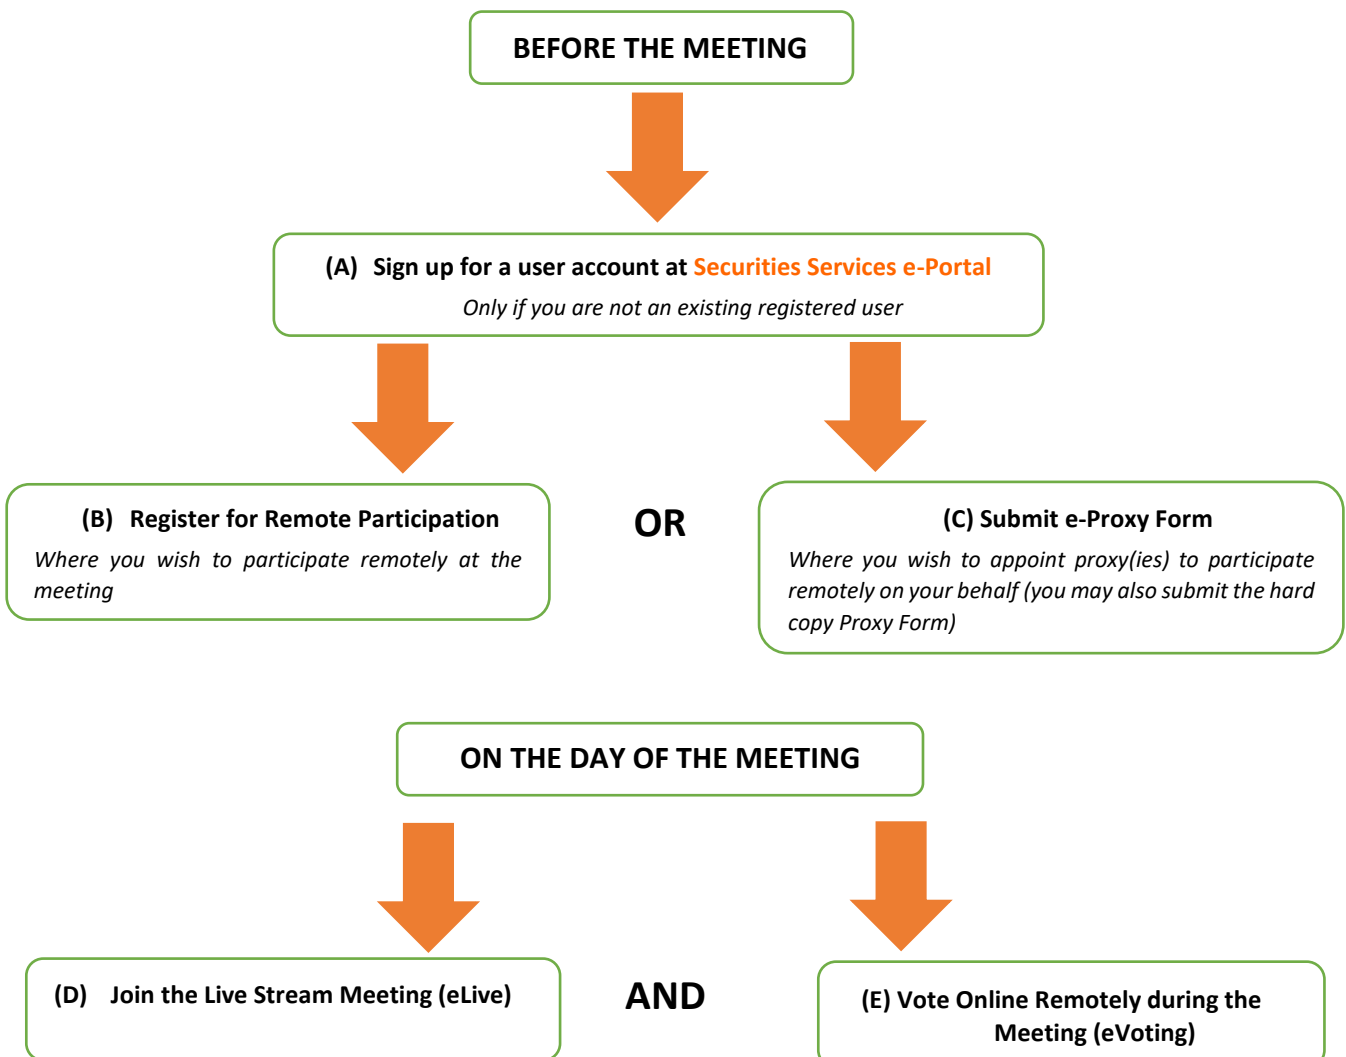 BEFORE THE MEETING
(A) Sign up for a user account at Securities Services e-Portal
Only if you are not an existing registered user
(B) Register for Remote Participation
Where you wish to participate remotely at the
meeting
OR
(C) Submit e-Proxy Form
Where you wish to appoint proxy(ies) to participate
remotely on your behalf (you may also submit the hard
copy Proxy Form)
ON THE DAY OF THE MEETING
(D) Join the Live Stream Meeting (eLive)
AND
(E) Vote Online Remotely during the
Meeting (eVoting)